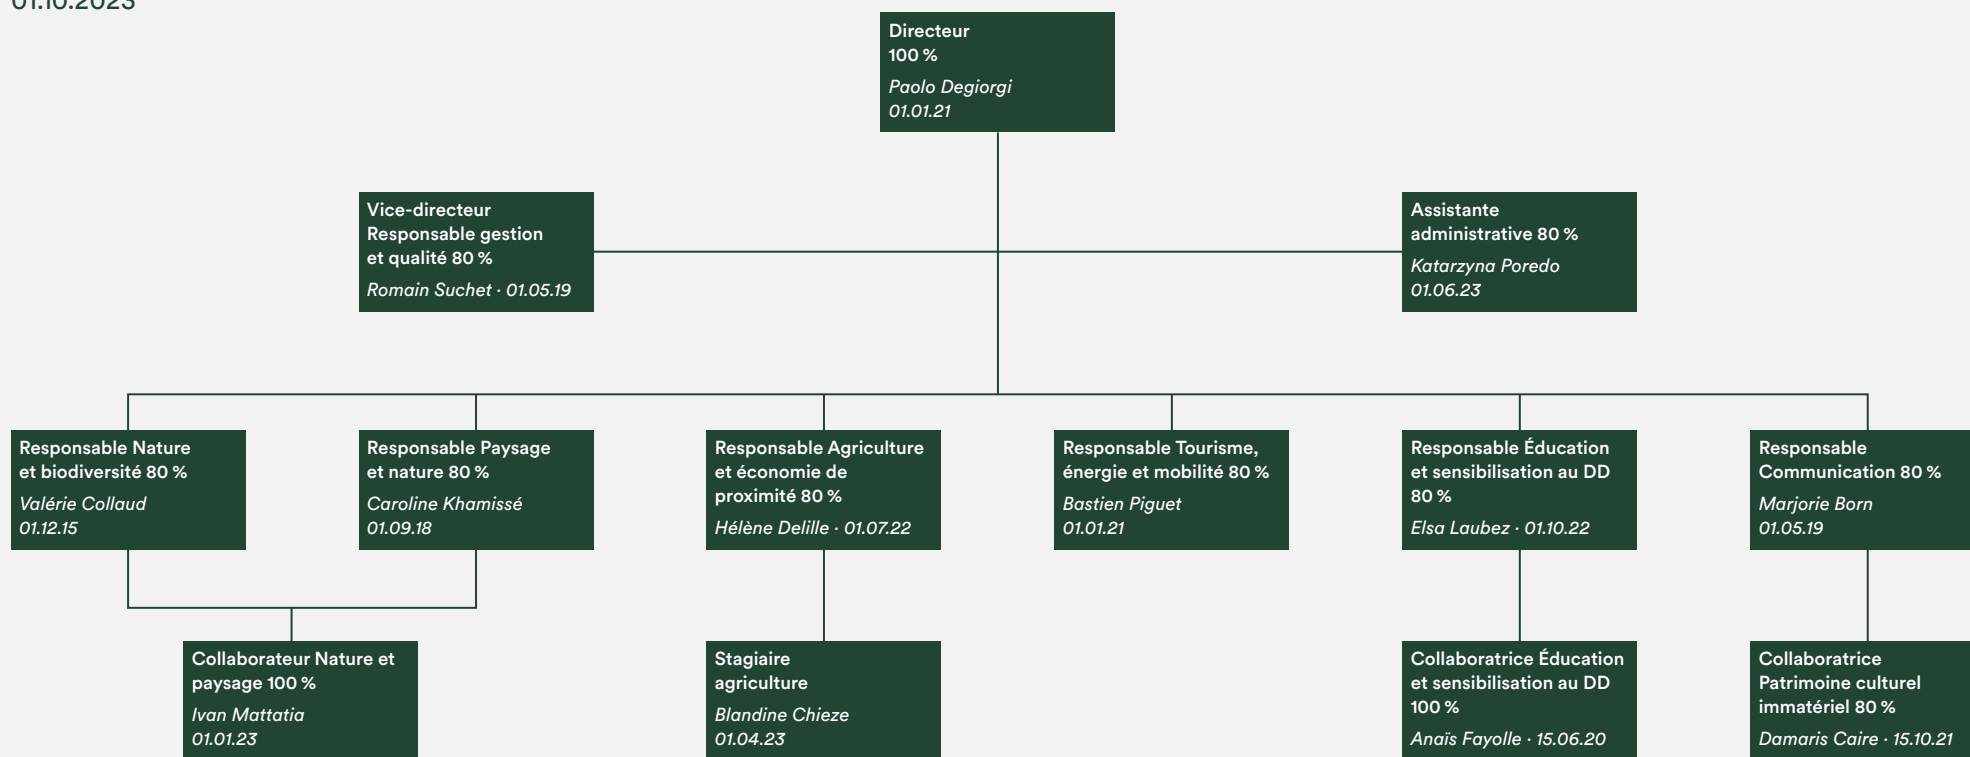 01.10.2023
Directeur
100 %
Paolo Degiorgi
01.01.21
Vice-directeur
Responsable gestion
et qualité 80 %
Romain Suchet · 01.05.19
Assistante
administrative 80 %
Katarzyna Poredo
01.06.23
Responsable Nature
et biodiversité 80 %
Valérie Collaud
01.12.15
Responsable Paysage
et nature 80 %
Caroline Khamissé
01.09.18
Responsable Agriculture
et économie de
proximité 80 %
Hélène Delille · 01.07.22
Responsable Tourisme,
énergie et mobilité 80 %
Bastien Piguet
01.01.21
Responsable Éducation
et sensibilisation au DD
80 %
Elsa Laubez · 01.10.22
Responsable
Communication 80 %
Marjorie Born
01.05.19
Collaborateur Nature et
paysage 100 %
Ivan Mattatia
01.01.23
Stagiaire
agriculture
Blandine Chieze
01.04.23
Collaboratrice Éducation
et sensibilisation au DD
100 %
Anaïs Fayolle · 15.06.20
Collaboratrice
Patrimoine culturel
immatériel 80 %
Damaris Caire · 15.10.21